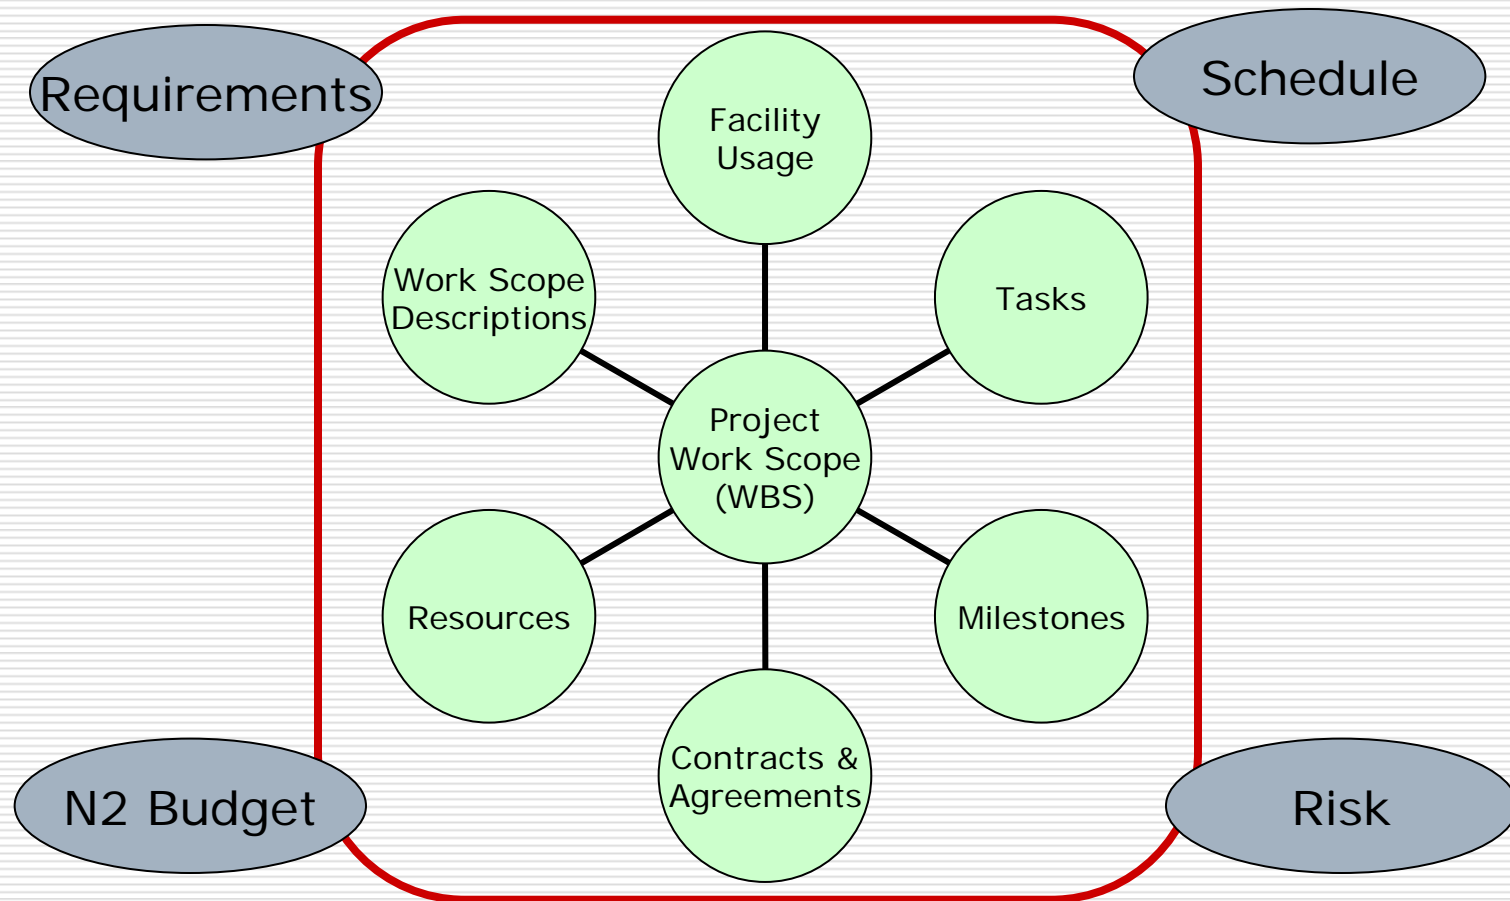 Requirements
Schedule
Facility
Usage
Work Scope
Descriptions
Tasks
Project
Work Scope
(WBS)
Resources
Milestones
Contracts &
Agreements
N2 Budget
Risk